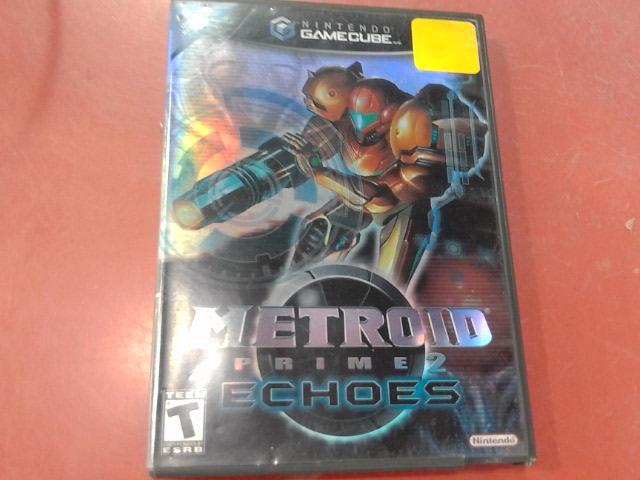 NINTENDO
GAMECUBE
METROID
PRIME 2
ECHOES
TEEN
T
ESRB
Nintendo